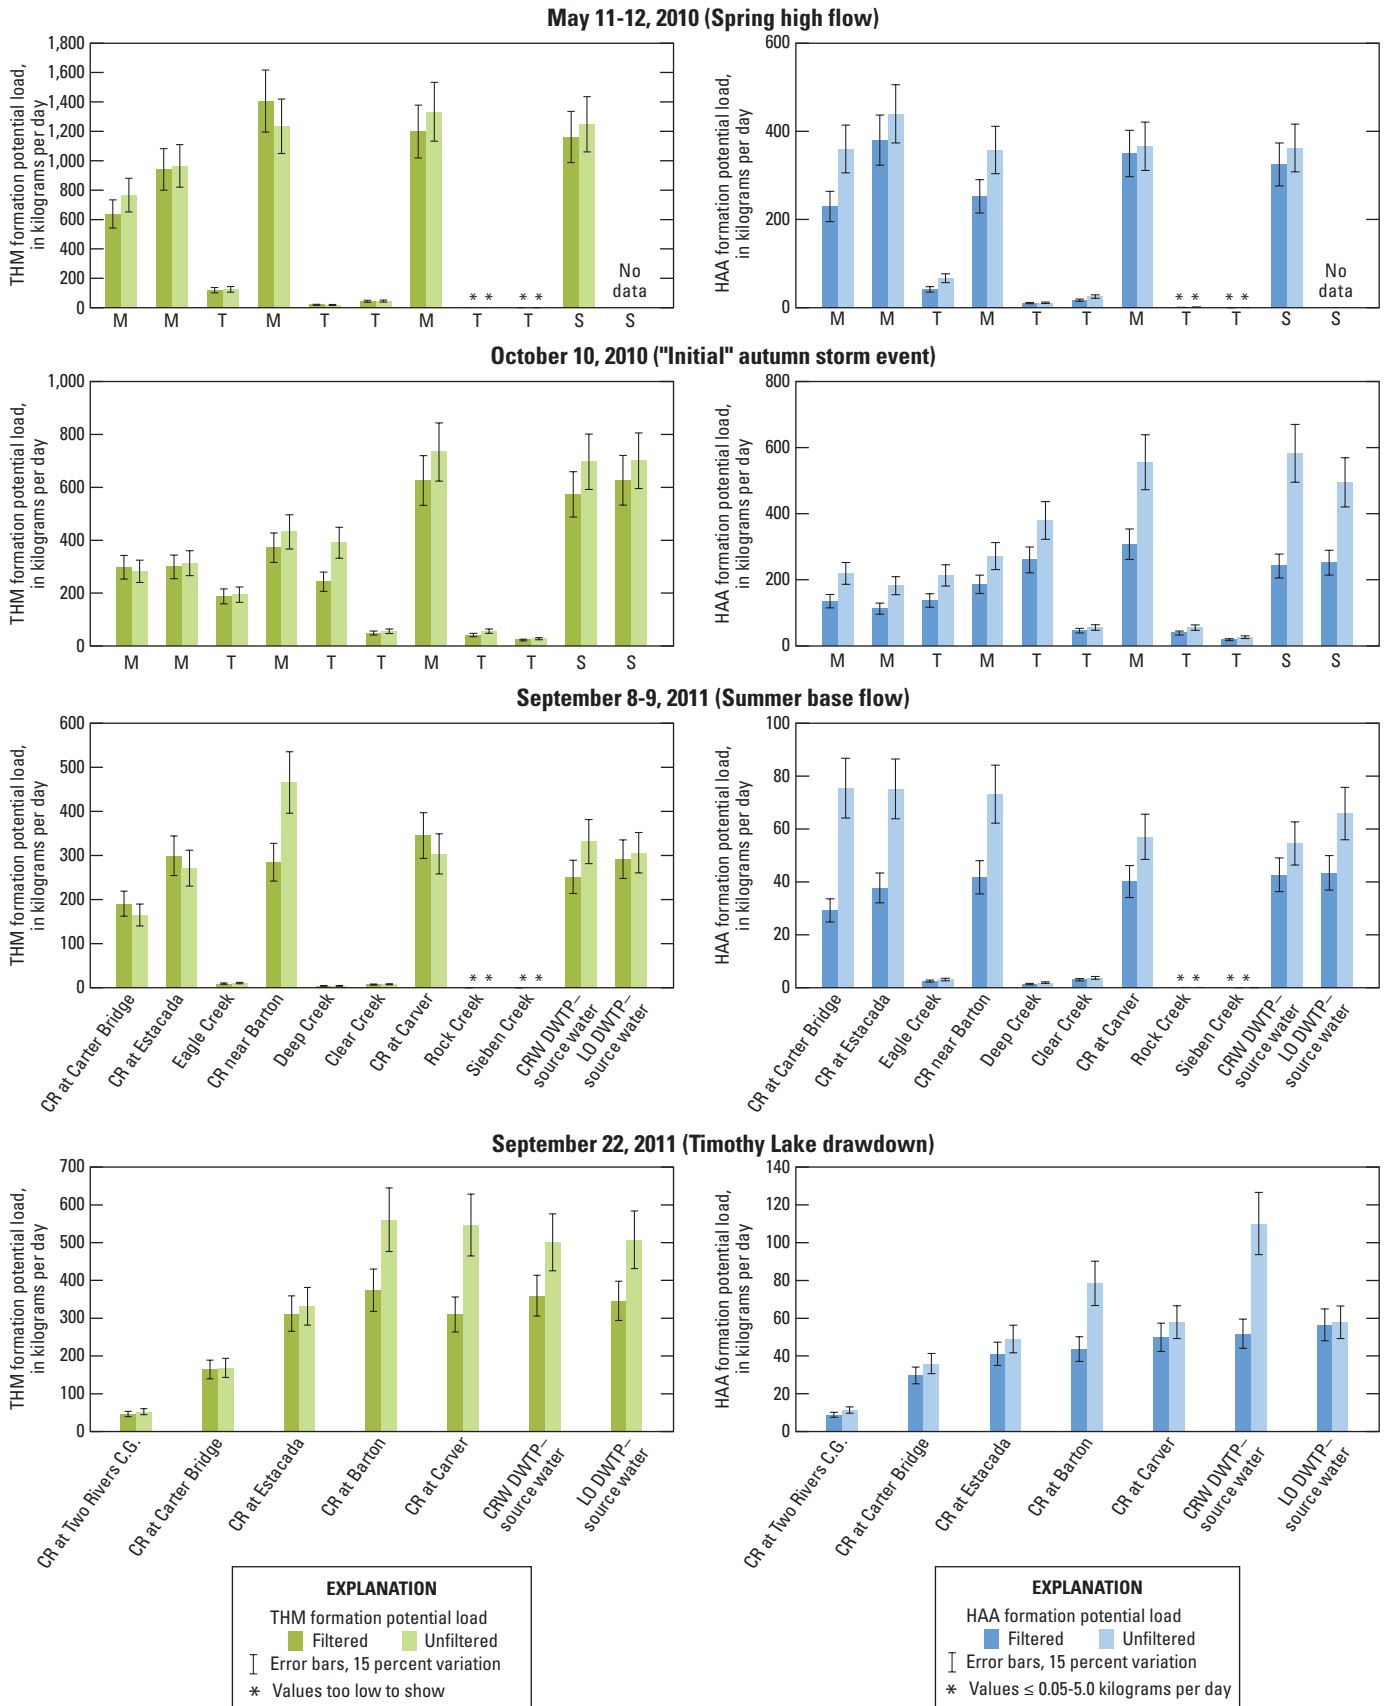 May 11-12, 2010 (Spring high flow)
THM formation potential load,
in kilograms per day
1,800
1,600
1,400
1,200
1,000
800
600
400
200
0
* * * *
No
data
M M T M T T M T T S S
HAA formation potential load,
in kilograms per day
600
400
200
0
* * * *
No
data
M M T M T T M T T S S
October 10, 2010 ("Initial" autumn storm event)
THM formation potential load,
in kilograms per day
1,000
800
600
400
200
0
M M T M T T M T T S S
HAA formation potential load,
in kilograms per day
800
600
400
200
0
M M T M T T M T T S S
September 8-9, 2011 (Summer base flow)
THM formation potential load,
in kilograms per day
600
500
400
300
200
100
0
* * * *
CR at Carter Bridge
CR at Estacada
Eagle Creek
CR near Barton
Deep Creek
Clear Creek
CR at Carver
Rock Creek
Sieben Creek
CRW DWTP–
source water
LO DWTP–
source water
HAA formation potential load,
in kilograms per day
100
80
60
40
20
0
* * * *
CR at Carter Bridge
CR at Estacada
Eagle Creek
CR near Barton
Deep Creek
Clear Creek
CR at Carver
Rock Creek
Sieben Creek
CRW DWTP–
source water
LO DWTP–
source water
September 22, 2011 (Timothy Lake drawdown)
THM formation potential load,
in kilograms per day
700
600
500
400
300
200
100
0
CR at Two Rivers C.G.
CR at Carter Bridge
CR at Estacada
CR at Barton
CR at Carver
CRW DWTP–
source water
LO DWTP–
source water
HAA formation potential load,
in kilograms per day
140
120
100
80
60
40
20
0
CR at Two Rivers C.G.
CR at Carter Bridge
CR at Estacada
CR at Barton
CR at Carver
CRW DWTP–
source water
LO DWTP–
source water
EXPLANATION
THM formation potential load
Filtered Unfiltered
Error bars, 15 percent variation
* Values too low to show
EXPLANATION
HAA formation potential load
Filtered Unfiltered
Error bars, 15 percent variation
* Values ≤ 0.05-5.0 kilograms per day